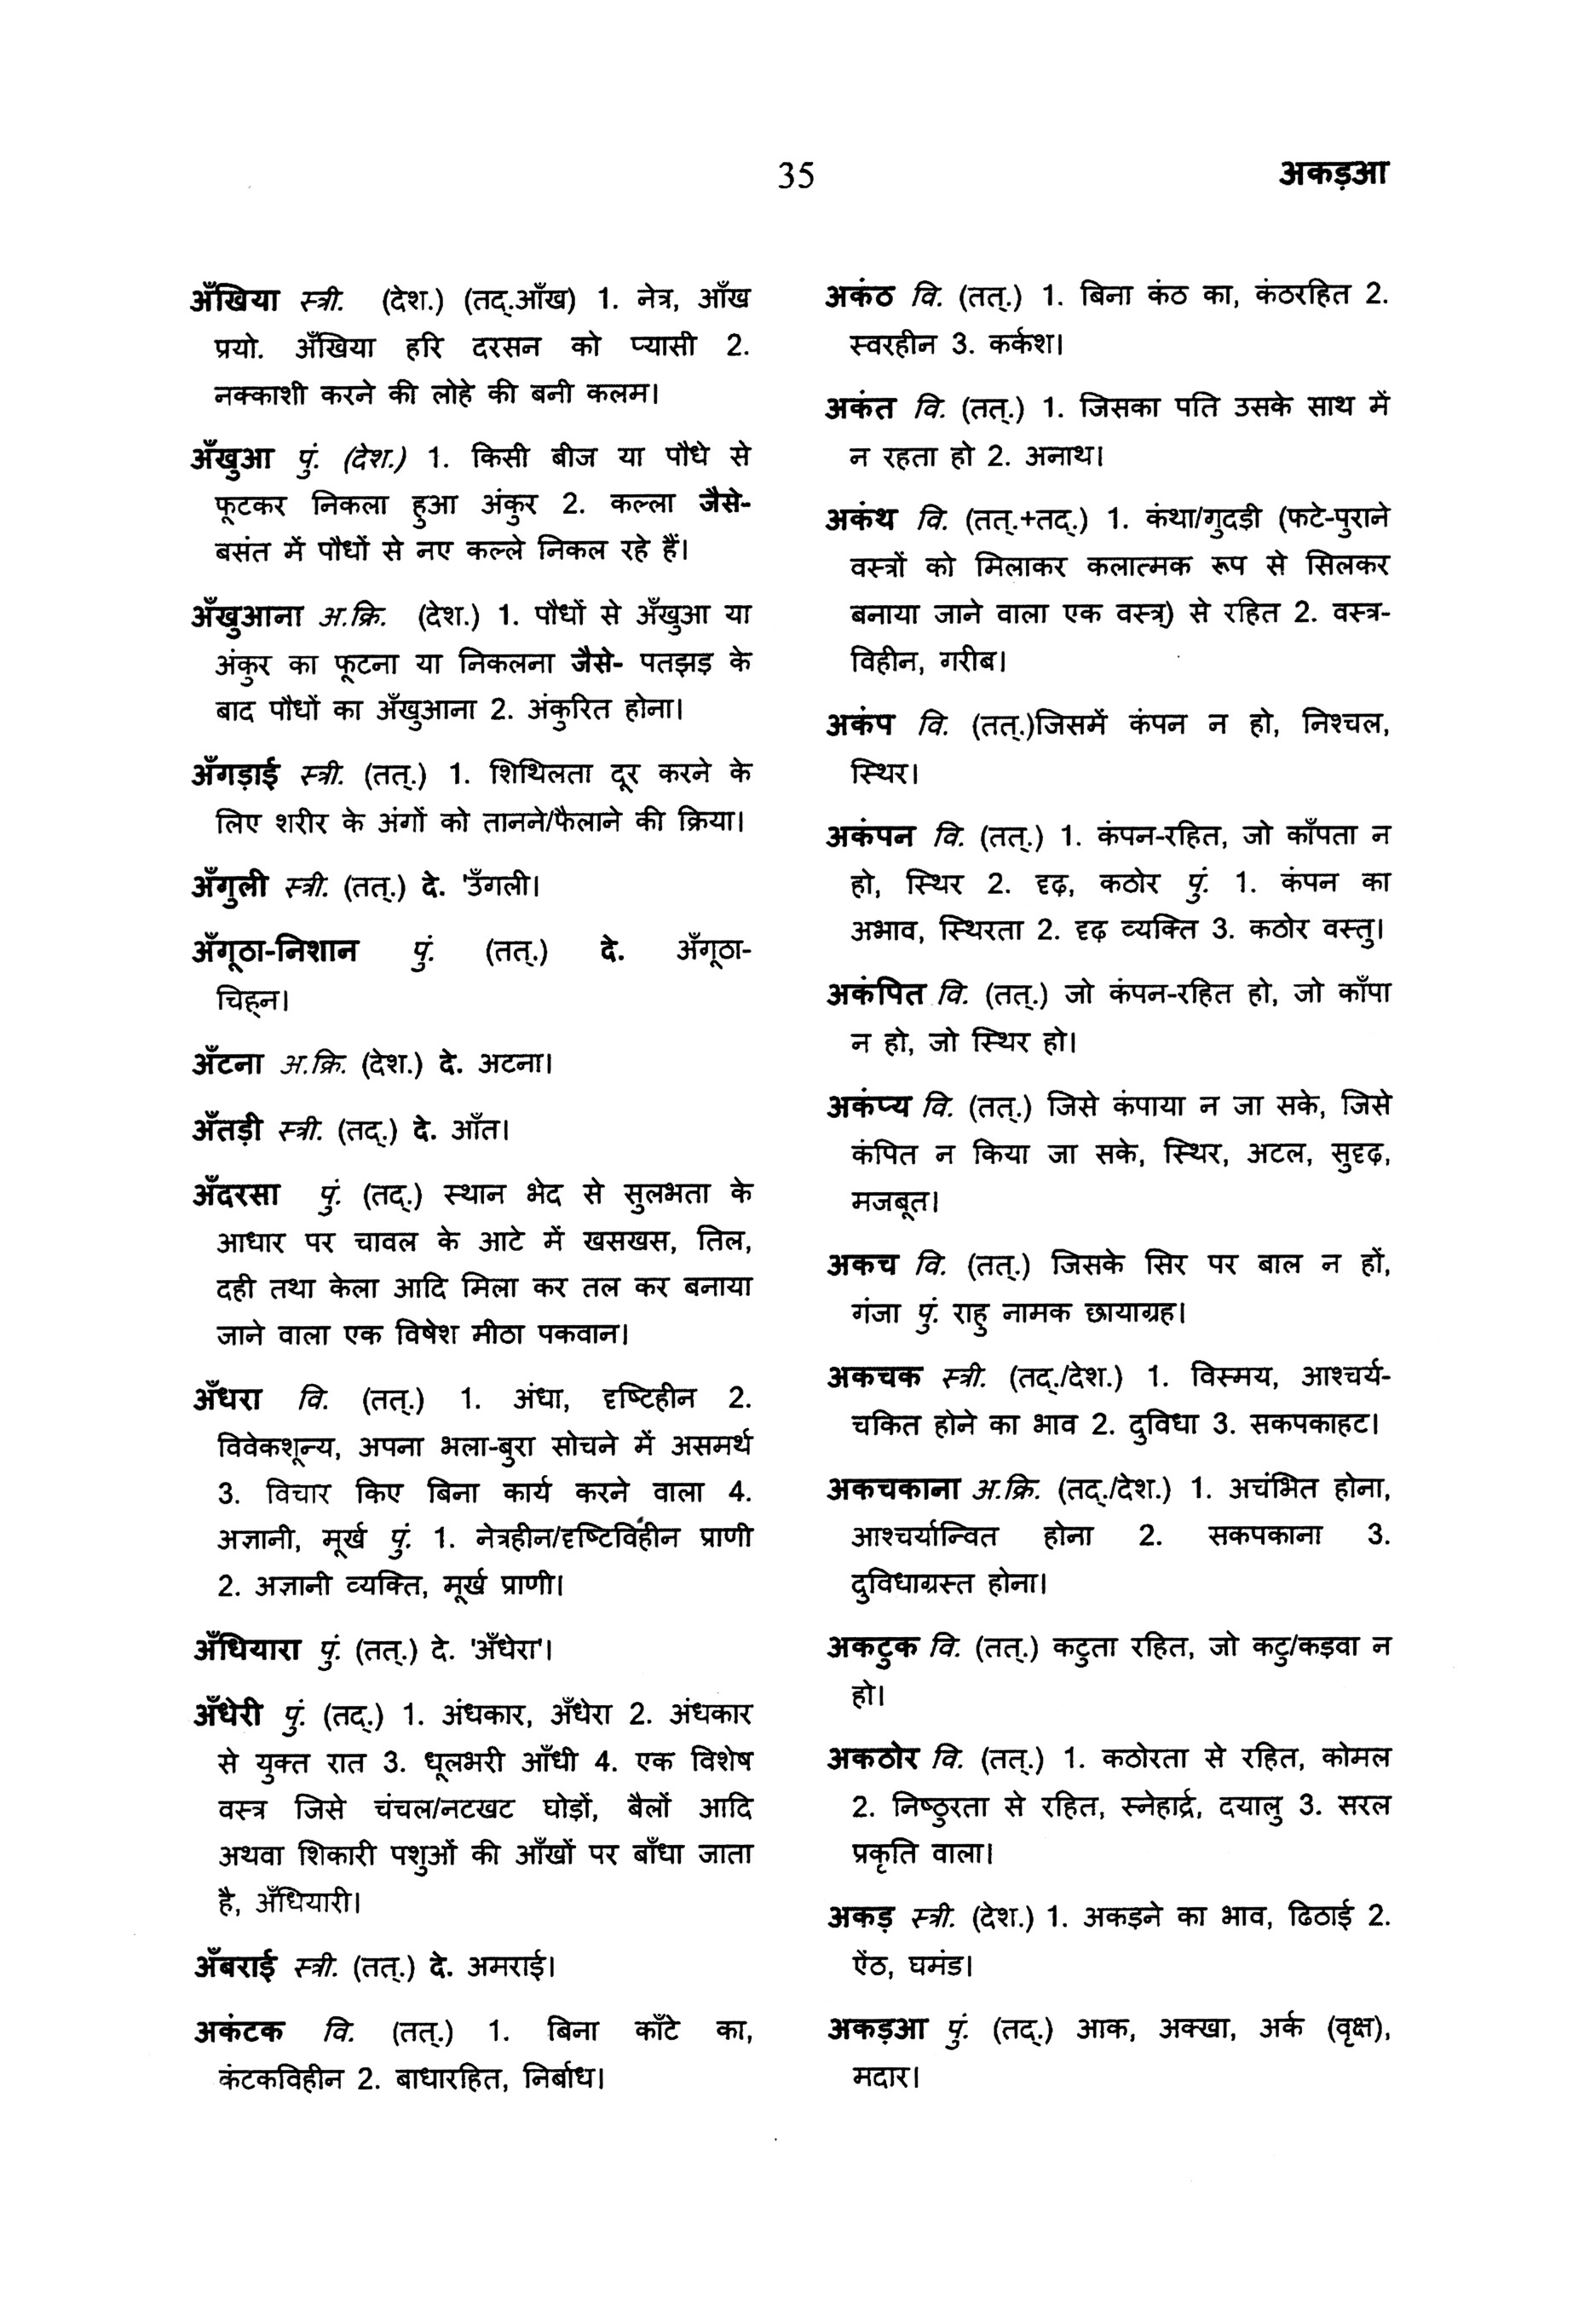 35
अकड़आ
अँखिया स्त्री. (देश.) (तद्.आँख) 1. नेत्र, आँख
प्रयो. अँखिया हरि दरसन को प्यासी 2.
नक्काशी करने की लोहे की बनी कलम।
अँखुआ पुं. (देश.) 1. किसी बीज या पौधे से
फूटकर निकला हुआ अंकुर 2. कल्ला जैसे-
बसंत में पौधों से नए कल्ले निकल रहे हैं।
अँखुआना अ.क्रि. (देश.) 1. पौधों से अँखुआ या
अंकुर का फूटना या निकलना जैसे- पतझड़ के
बाद पौधों का अँखुआना 2. अंकुरित होना।
अँगड़ाई स्त्री. (तत्.) 1. शिथिलता दूर करने के
लिए शरीर के अंगों को तानने/फैलाने की क्रिया।
अँगुली स्त्री. (तत्.) दे. 'उँगली।
अँगूठा-निशान पुं. (तत्.) दे. अँगूठा-
चिह्न।
अँटना अ.क्रि. (देश.) दे. अटना।
अँतड़ी स्त्री. (तद्.) दे. आँत।
अँदरसा पुं. (तद्.) स्थान भेद से सुलभता के
आधार पर चावल के आटे में खसखस, तिल,
दही तथा केला आदि मिला कर तल कर बनाया
जाने वाला एक विषेश मीठा पकवान।
अँधरा वि. (तत्.) 1. अंधा, दृष्टिहीन 2.
विवेकशून्य, अपना भला-बुरा सोचने में असमर्थ
3. विचार किए बिना कार्य करने वाला 4.
अज्ञानी, मूर्ख पुं. 1. नेत्रहीन/दृष्टिविहीन प्राणी
2. अज्ञानी व्यक्ति, मूर्ख प्राणी।
अँधियारा पुं. (तत्.) दे. 'अँधेरा'।
अँधेरी पुं. (तद्.) 1. अंधकार, अँधेरा 2. अंधकार
से युक्त रात 3. धूलभरी आँधी 4. एक विशेष
वस्त्र जिसे चंचल/नटखट घोड़ों, बैलों आदि
अथवा शिकारी पशुओं की आँखों पर बाँधा जाता
है, अँधियारी।
अँबराई स्त्री. (तत्.) दे. अमराई।
अकंटक वि. (तत्.) 1. बिना काँटे का,
कंटकविहीन 2. बाधारहित, निर्बाध।
अकंठ वि. (तत्.) 1. बिना कंठ का, कंठरहित 2.
स्वरहीन 3. कर्कश।
अकंत वि. (तत्.) 1. जिसका पति उसके साथ में
न रहता हो 2. अनाथ।
अकंथ वि. (तत्.+तद्.) 1. कंथा/गुदड़ी (फटे-पुराने
वस्त्रों को मिलाकर कलात्मक रूप से सिलकर
बनाया जाने वाला एक वस्त्र) से रहित 2. वस्त्र-
विहीन, गरीब।
अकंप वि. (तत्.)जिसमें कंपन न हो, निश्चल,
स्थिर।
अकंपन वि. (तत्.) 1. कंपन-रहित, जो काँपता न
हो, स्थिर 2. दृढ़, कठोर पुं. 1. कंपन का
अभाव, स्थिरता 2. दृढ़ व्यक्ति 3. कठोर वस्तु।
अकंपित वि. (तत्.) जो कंपन-रहित हो, जो काँपा
न हो, जो स्थिर हो।
अकंप्य वि. (तत्.) जिसे कंपाया न जा सके, जिसे
कंपित न किया जा सके, स्थिर, अटल, सुदृढ़,
मजबूत।
अकच वि. (तत्.) जिसके सिर पर बाल न हों,
गंजा पुं. राहु नामक छायाग्रह।
अकचक स्त्री. (तद्./देश.) 1. विस्मय, आश्चर्य-
चकित होने का भाव 2. दुविधा 3. सकपकाहट।
अकचकाना अ.क्रि. (तद्./देश.) 1. अचंभित होना,
आश्चर्यान्वित होना 2. सकपकाना 3.
दुविधाग्रस्त होना।
अकटुक वि. (तत्.) कटुता रहित, जो कटु/कड़वा न
हो।
अकठोर वि. (तत्.) 1. कठोरता से रहित, कोमल
2. निष्ठुरता से रहित, स्नेहार्द्र, दयालु 3. सरल
प्रकृति वाला।
अकड़ स्त्री. (देश.) 1. अकड़ने का भाव, ढिठाई 2.
ऐंठ, घमंड।
अकड़आ पुं. (तद्.) आक, अक्खा, अर्क (वृक्ष),
मदार।